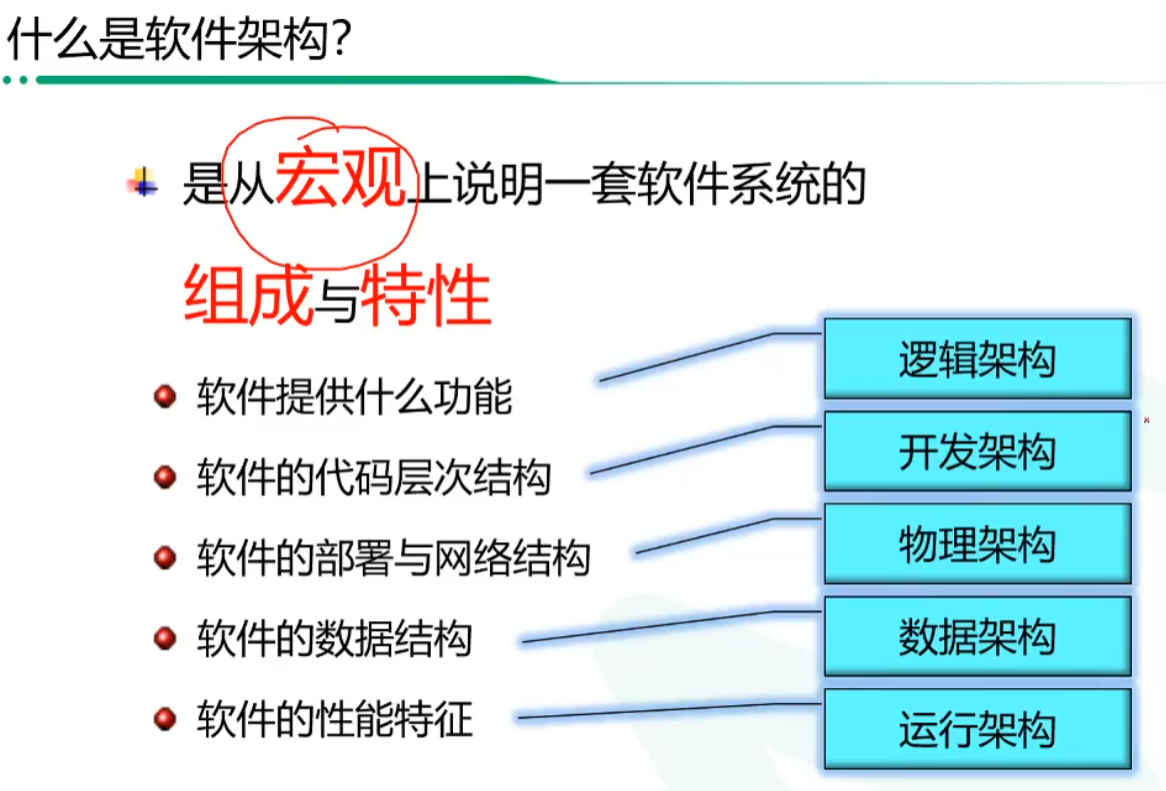 什么是软件架构？
是从宏观上说明一套软件系统的
组成与特性
软件提供什么功能
软件的代码层次结构
软件的部署与网络结构
软件的数据结构
软件的性能特征
逻辑架构
开发架构
物理架构
数据架构
运行架构